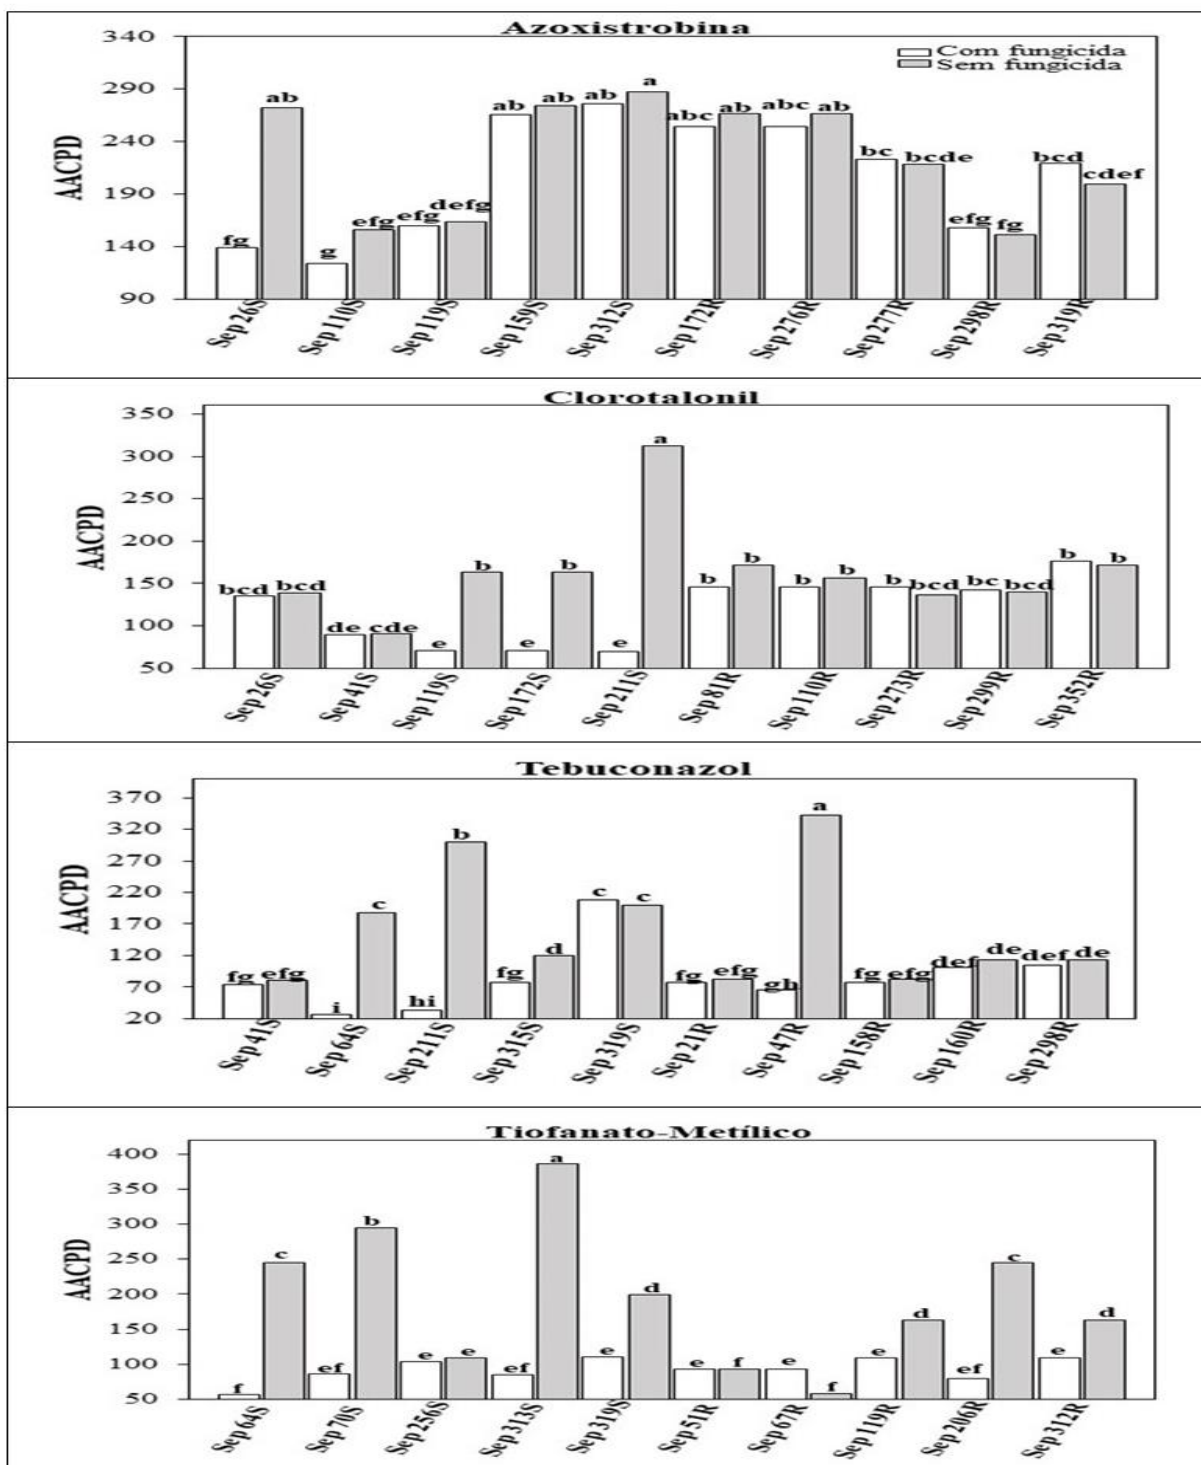 Azoxistrobina
Com fungicida
Sem fungicida
AACPD
340
290
240
190
140
90
fg ab g efg efg defg ab ab ab a abc ab abc ab bc bcde efg fg bcd cdef
Sep26S Sep110S Sep119S Sep159S Sep312S Sep172R Sep276R Sep277R Sep298R Sep319R
Clorotalonil
AACPD
350
300
250
200
150
100
50
bcd bcd de cde e b e b e a b b b b b bcd bc bcd b b
Sep26S Sep41S Sep119S Sep172S Sep211S Sep81R Sep110R Sep273R Sep299R Sep352R
Tebuconazol
AACPD
370
320
270
220
170
120
70
20
fg efg i c hi b fg d c c fg efg gh a fg efg def de def de
Sep41S Sep64S Sep211S Sep315S Sep319S Sep21R Sep47R Sep158R Sep160R Sep298R
Tiofanato-Metílico
AACPD
400
350
300
250
200
150
100
50
f c ef b e e ef a e d e f e f e d ef c e d
Sep64S Sep70S Sep256S Sep313S Sep319S Sep51R Sep67R Sep119R Sep206R Sep312R